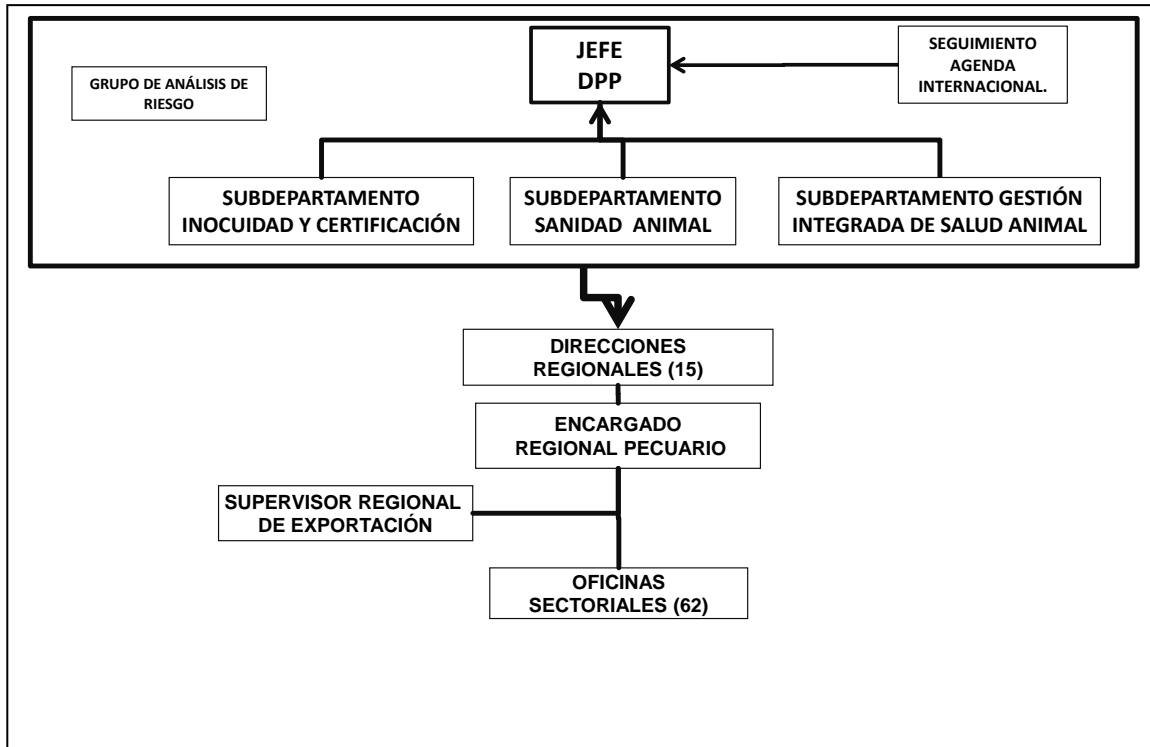 JEFE
DPP
SEGUIMIENTO
AGENDA
INTERNACIONAL.
GRUPO DE ANÁLISIS DE
RIESGO
SUBDEPARTAMENTO
INOCUIDAD Y CERTIFICACIÓN
SUBDEPARTAMENTO
SANIDAD ANIMAL
SUBDEPARTAMENTO GESTIÓN
INTEGRADA DE SALUD ANIMAL
DIRECCIONES
REGIONALES (15)
ENCARGADO
REGIONAL PECUARIO
SUPERVISOR REGIONAL
DE EXPORTACIÓN
OFICINAS
SECTORIALES (62)